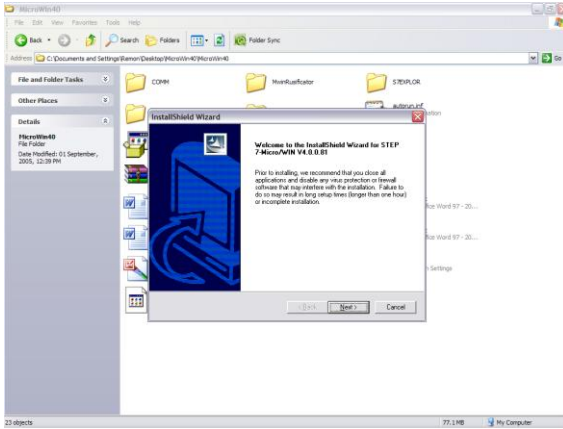 MicroWin40
File Edit View Favorites Tools Help
Back Search Folders Folder Sync
Address C:\Documents and Settings\Ramon\Desktop\MicroWin40\MicroWin40 Go
File and Folder Tasks
Other Places
Details
MicroWin40
File Folder
Date Modified: 01 September,
2005, 12:39 PM
COMM
MwinRusificator
S7EXPLOR
autorun.inf
InstallShield Wizard
Welcome to the InstallShield Wizard for STEP
7-Micro/WIN V4.0.0.81
Prior to installing, we recommend that you close all
applications and disable any virus protection or firewall
software that may interfere with the installation. Failure to
do so may result in long setup times (longer than one hour)
or incomplete installation.
< Back Next > Cancel
Word 97 - 20...
Word 97 - 20...
Settings
23 objects
77.1 MB My Computer